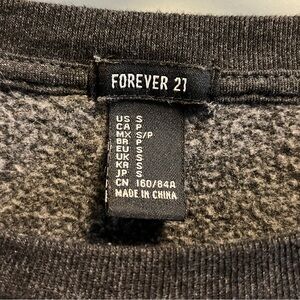 FOREVER 21
US S
CA P
MX S/P
BR P
EU S
UK S
KR S
JP S
CN 160/84A
MADE IN CHINA